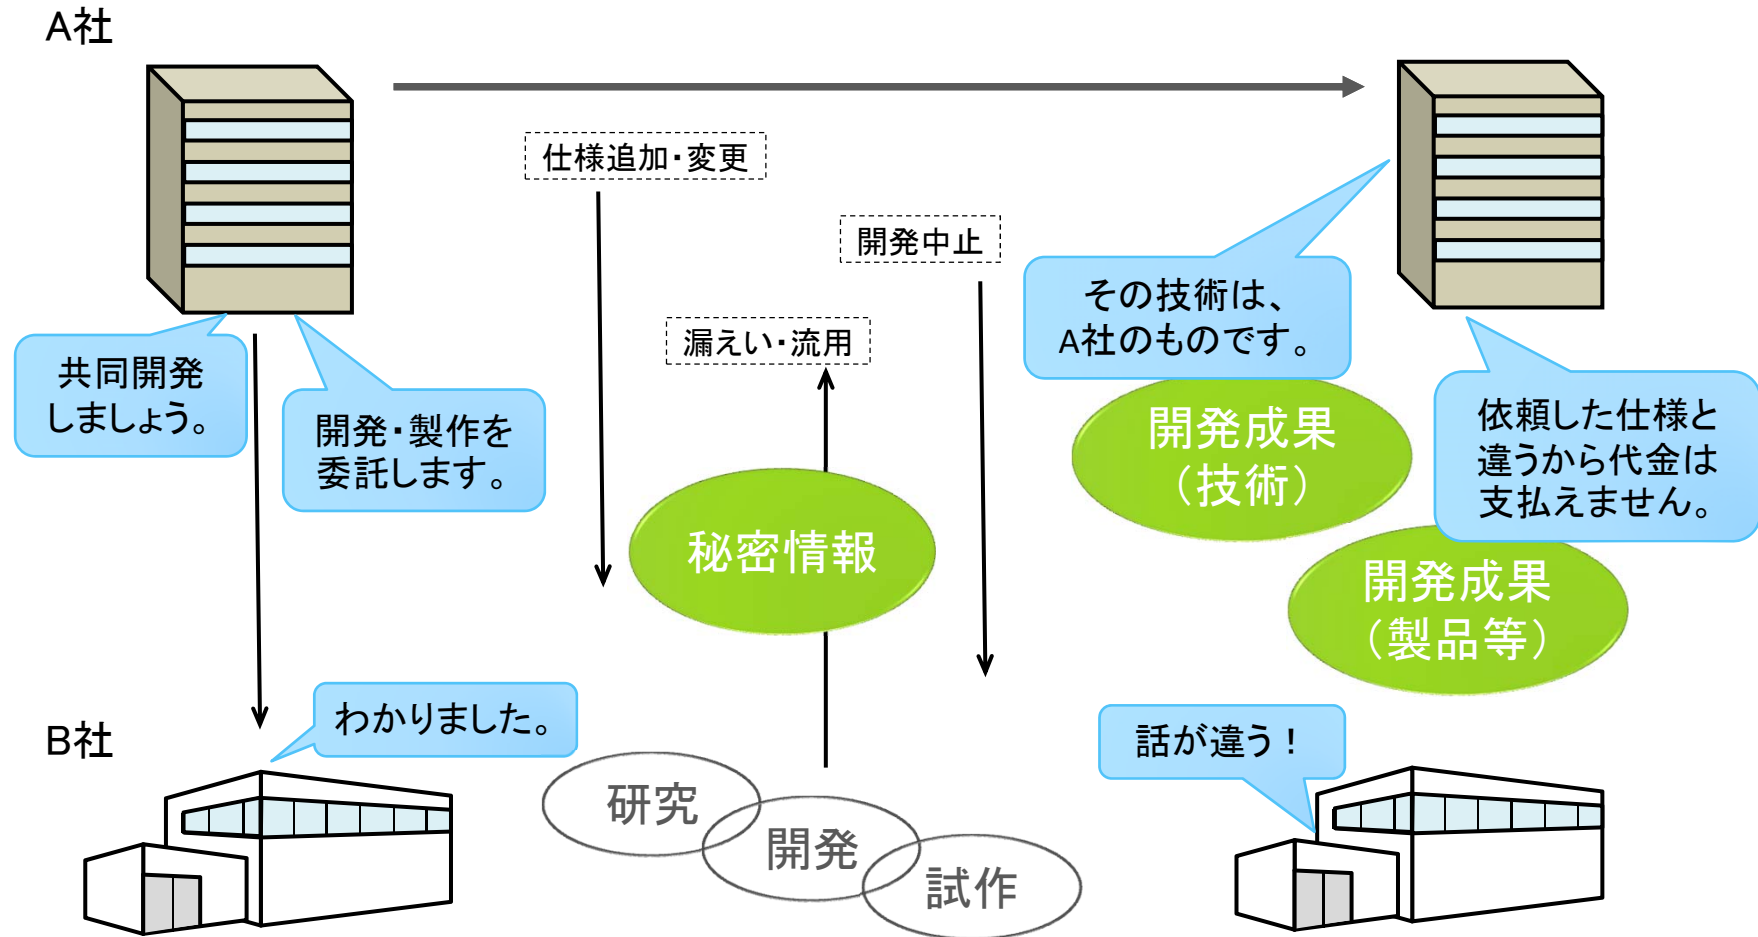 A社
仕様追加・変更
開発中止
漏えい・流用
共同開発
しましょう。
開発・製作を
委託します。
その技術は、
A社のものです。
開発成果
（技術）
依頼した仕様と
違うから代金は
支払えません。
秘密情報
開発成果
（製品等）
B社
わかりました。
話が違う！
研究
開発
試作